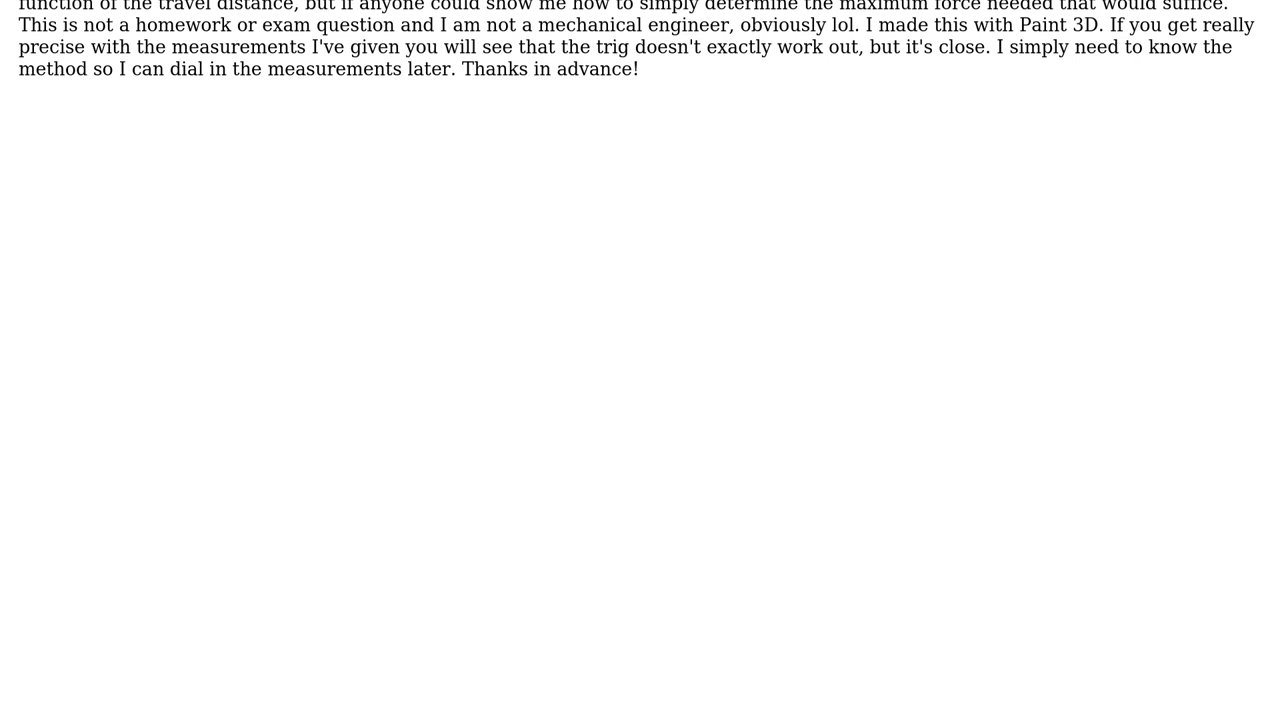 function of the travel distance, but if anyone could show me how to simply determine the maximum force needed that would suffice.
This is not a homework or exam question and I am not a mechanical engineer, obviously lol. I made this with Paint 3D. If you get really
precise with the measurements I've given you will see that the trig doesn't exactly work out, but it's close. I simply need to know the
method so I can dial in the measurements later. Thanks in advance!